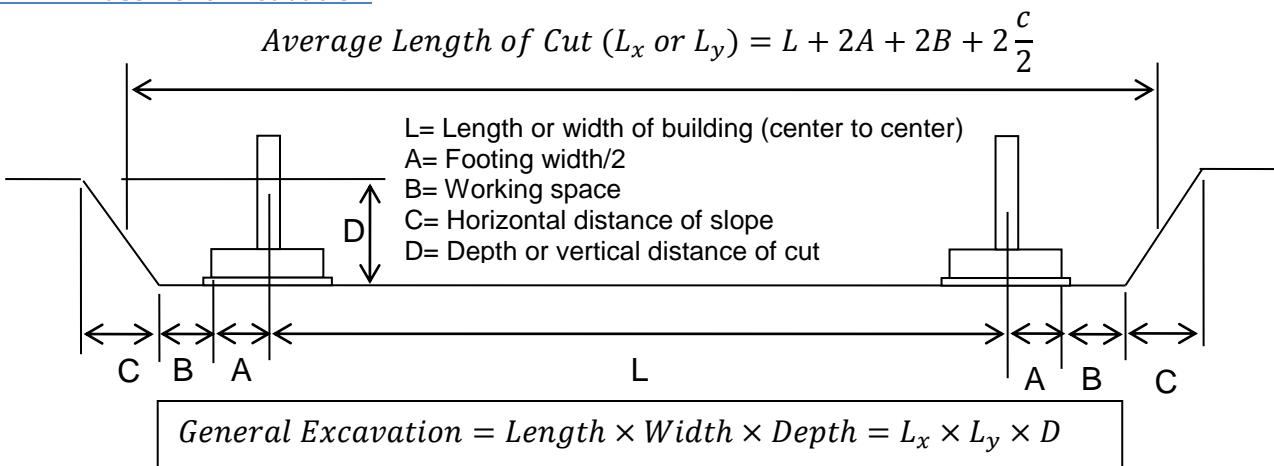 Average Length of Cut (Lₓ or Lᵧ) = L + 2A + 2B + 2 c/2
L= Length or width of building (center to center)
A= Footing width/2
B= Working space
C= Horizontal distance of slope
D= Depth or vertical distance of cut
D
C B A L A B C
General Excavation = Length × Width × Depth = Lₓ × Lᵧ × D